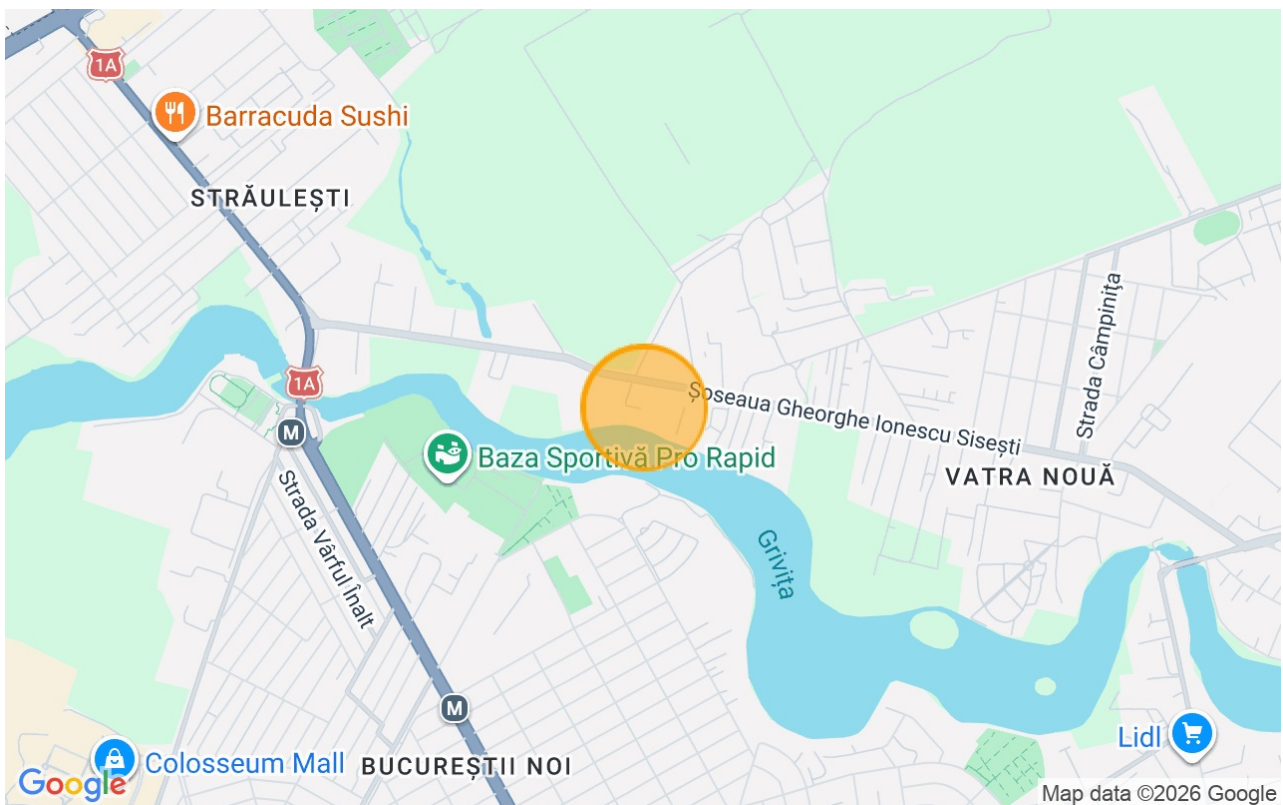 1A
Barracuda Sushi
STRĂULEȘTI
Strada Câmpinița
1A
Șoseaua Gheorghe Ionescu Sisești
M
Baza Sportivă Pro Rapid
VATRA NOUĂ
Strada Vârful Înalt
Grivița
M
Lidl
Colosseum Mall
BUCUREȘTII NOI
Google
Map data ©2026 Google